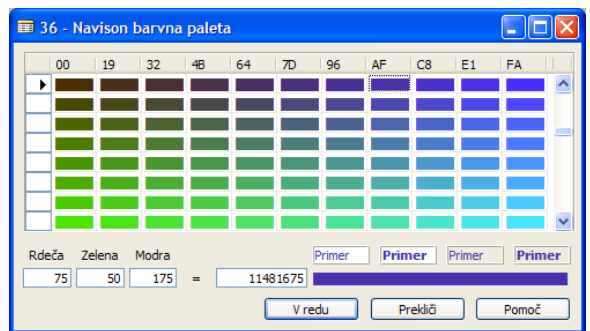 36 - Navison barvna paleta
00 19 32 4B 64 7D 96 AF C8 E1 FA
Rdeča Zelena Modra Primer Primer Primer Primer
75 50 175 = 11481675
V redu Prekliči Pomoč